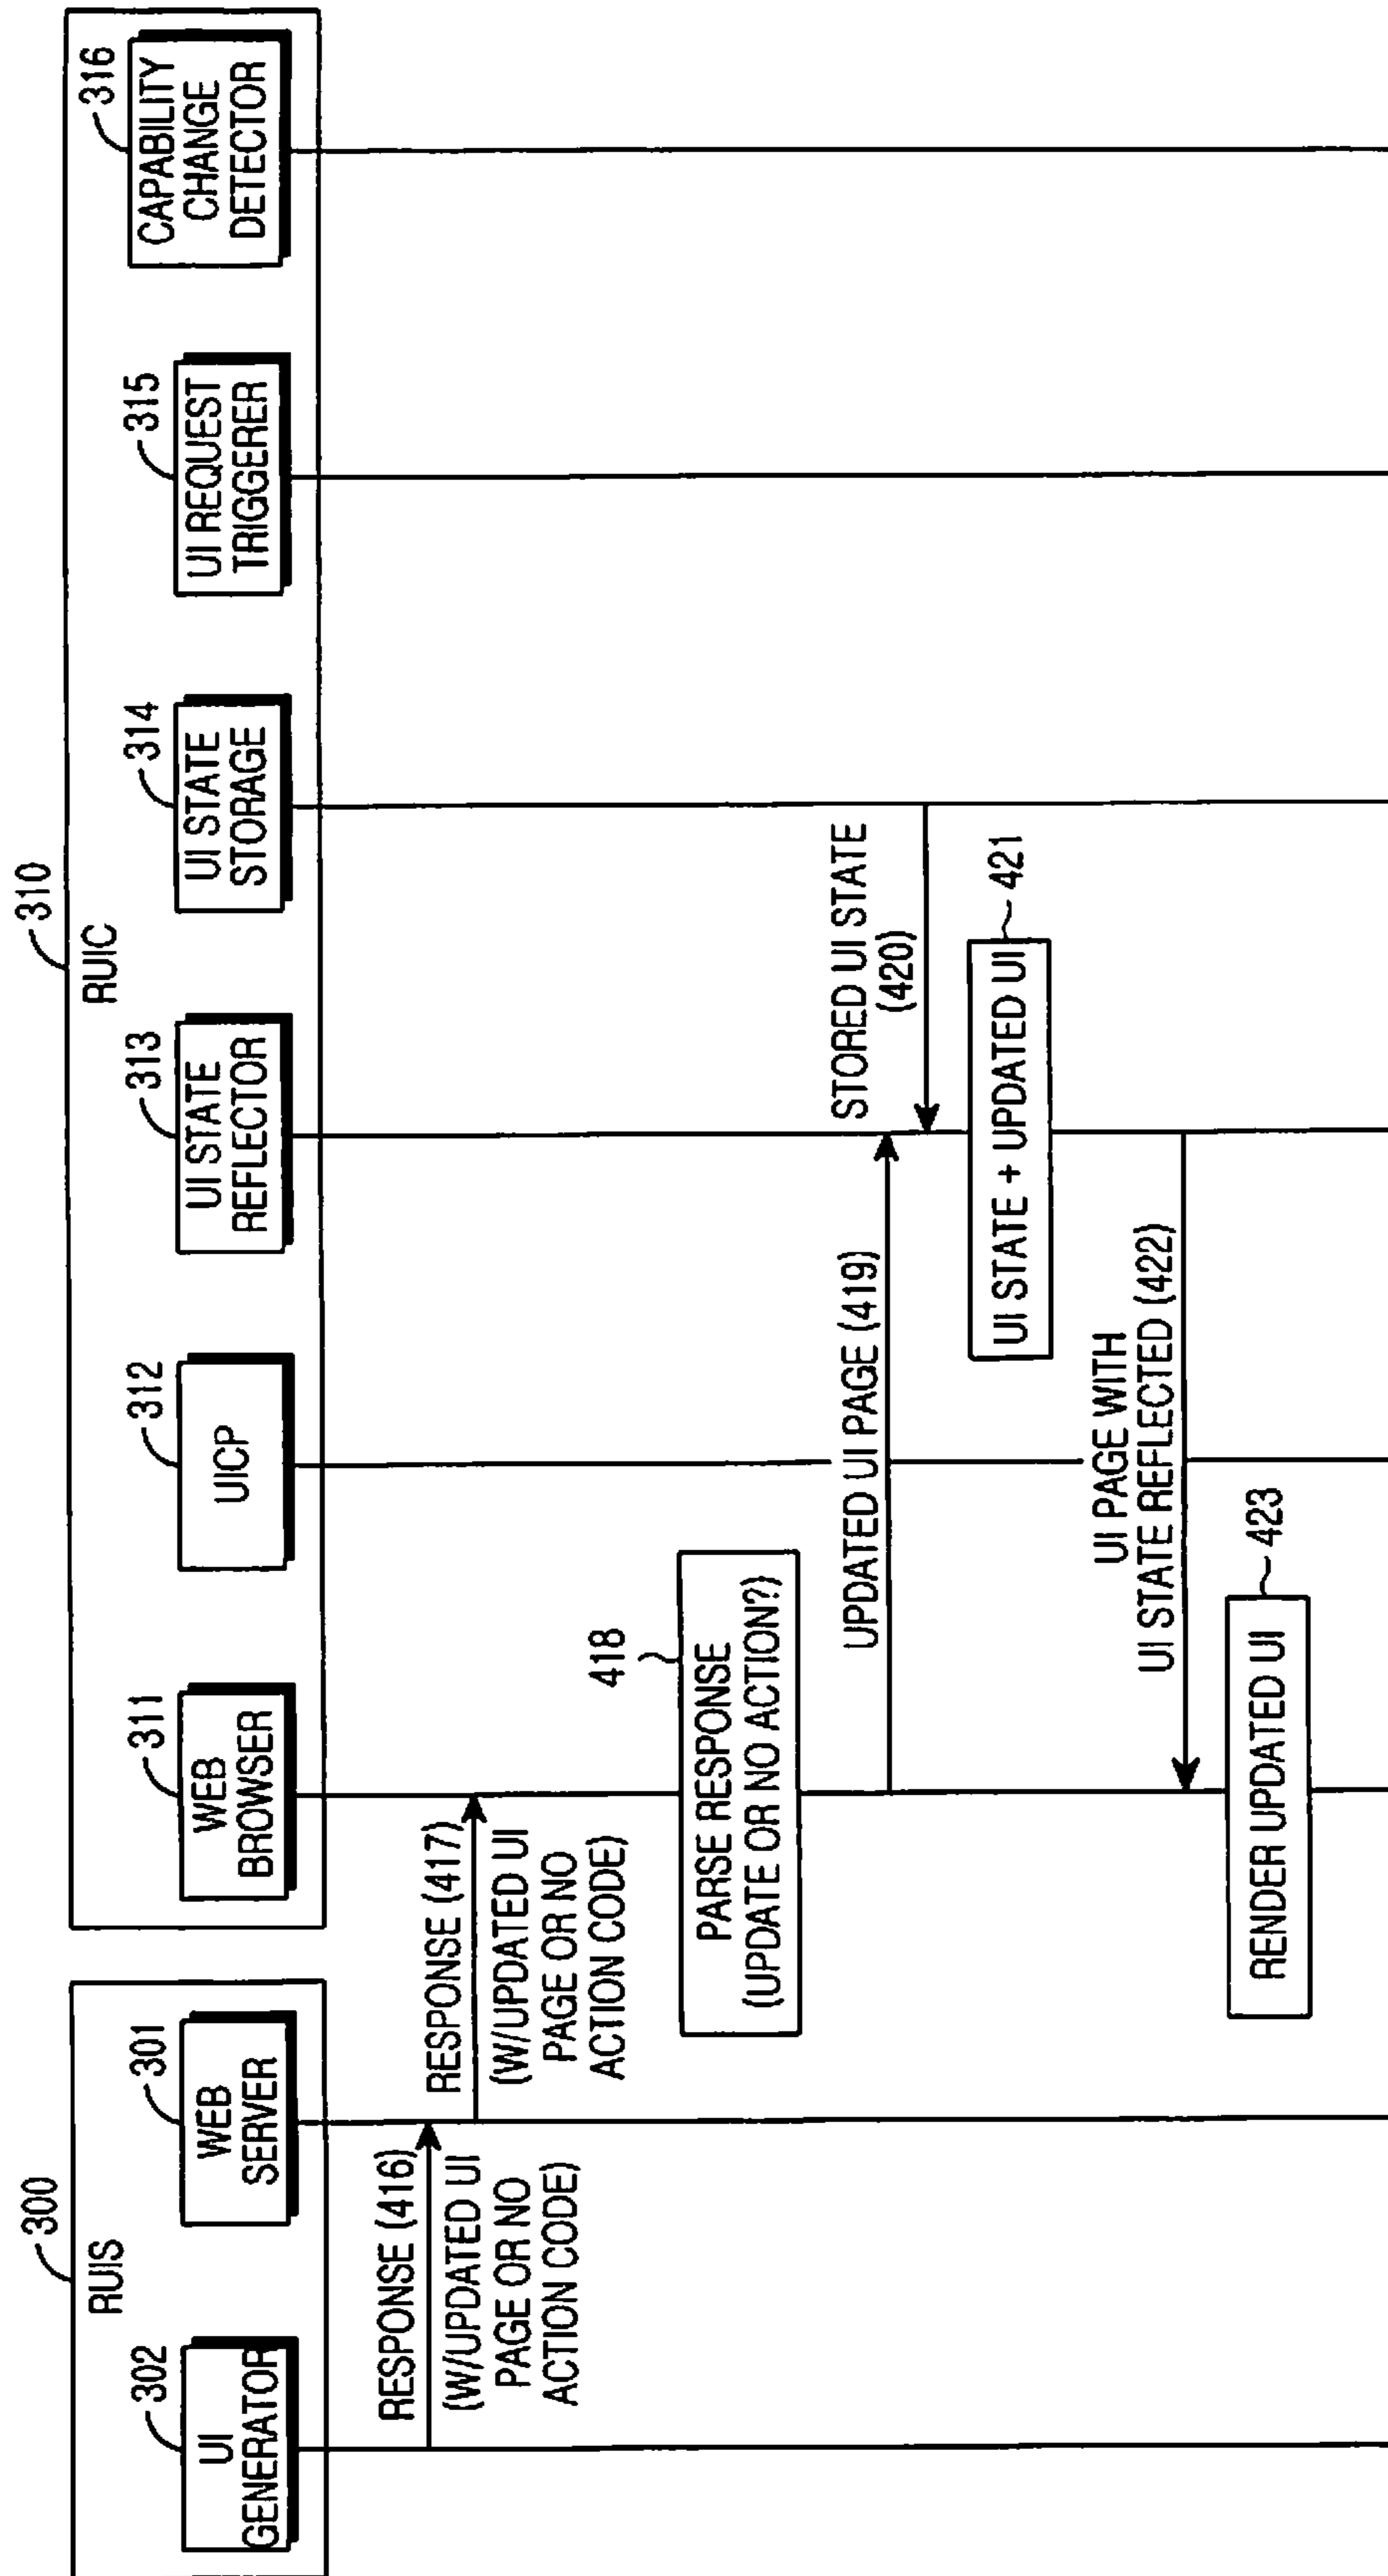 300
RUIS
302
UI
GENERATOR
301
WEB
SERVER
310
RUIC
311
WEB
BROWSER
312
UICP
313
UI STATE
REFLECTOR
314
UI STATE
STORAGE
315
UI REQUEST
TRIGGERER
316
CAPABILITY
CHANGE
DETECTOR
RESPONSE (416)
(W/UPDATED UI
PAGE OR NO
ACTION CODE)
RESPONSE (417)
(W/UPDATED UI
PAGE OR NO
ACTION CODE)
418
PARSE RESPONSE
(UPDATE OR NO ACTION?)
UPDATED UI PAGE (419)
STORED UI STATE
(420)
UI STATE + UPDATED UI
421
UI PAGE WITH
UI STATE REFLECTED (422)
RENDER UPDATED UI
423